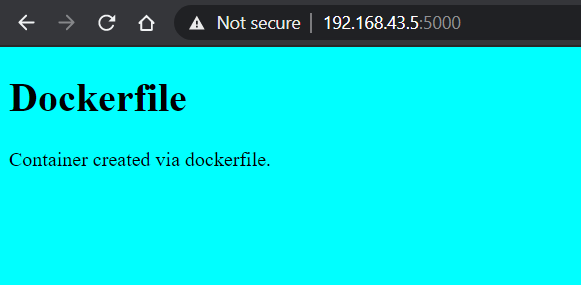 Not secure | 192.168.43.5:5000
Dockerfile
Container created via dockerfile.